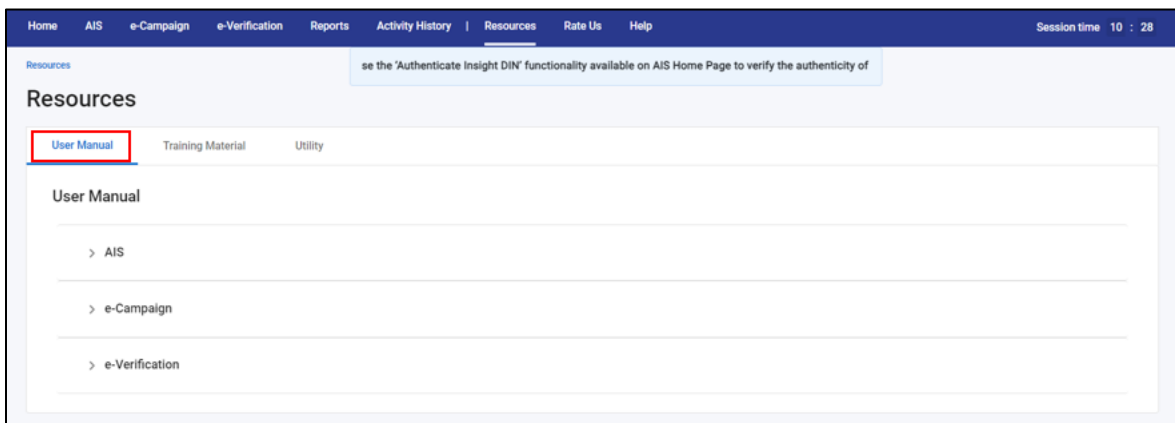 Home AIS e-Campaign e-Verification Reports Activity History | Resources Rate Us Help Session time 10 : 28
Resources
se the 'Authenticate Insight DIN' functionality available on AIS Home Page to verify the authenticity of
Resources
User Manual Training Material Utility
User Manual
> AIS
> e-Campaign
> e-Verification